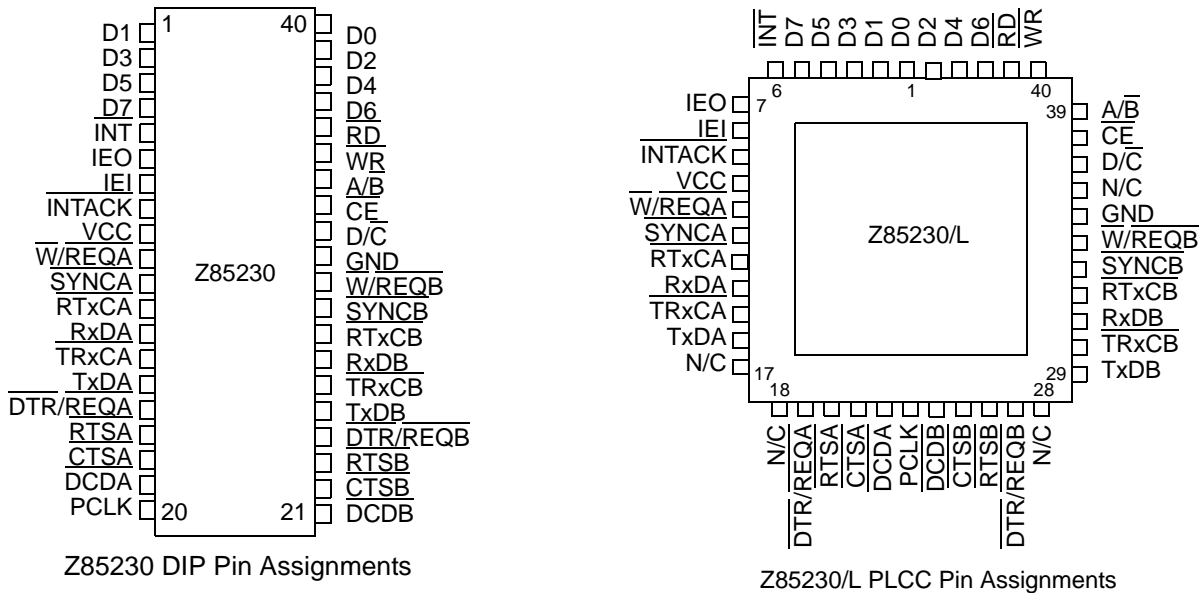 1
40
D1
D3
D5
D7
INT
IEO
IEI
INTACK
VCC
W/REQA
SYNCA
RTxCA
RxDA
TRxCA
TxDA
DTR/REQA
RTSA
CTSA
DCDA
PCLK
Z85230
D0
D2
D4
D6
RD
WR
A/B
CE
D/C
GND
W/REQB
SYNCB
RTxCB
RxDB
TRxCB
TxDB
DTR/REQB
RTSB
CTSB
DCDB
20
21
Z85230 DIP Pin Assignments
INT
D7
D5
D3
D1
D0
D2
D4
D6
RD
WR
6
1
40
7
39
IEO
IEI
INTACK
VCC
W/REQA
SYNCA
RTxCA
RxDA
TRxCA
TxDA
N/C
Z85230/L
A/B
CE
D/C
N/C
GND
W/REQB
SYNCB
RTxCB
RxDB
TRxCB
TxDB
17
29
18
28
N/C
DTR/REQA
RTSA
CTSA
DCDA
PCLK
DCDB
CTSB
RTSB
DTR/REQB
N/C
Z85230/L PLCC Pin Assignments